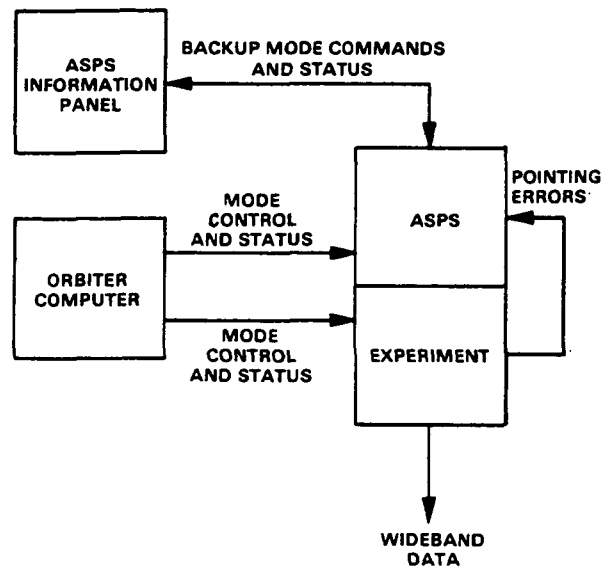 ASPS
INFORMATION
PANEL
BACKUP MODE COMMANDS
AND STATUS
POINTING
ERRORS
ASPS
MODE
CONTROL
AND STATUS
ORBITER
COMPUTER
MODE
CONTROL
AND STATUS
EXPERIMENT
WIDEBAND
DATA